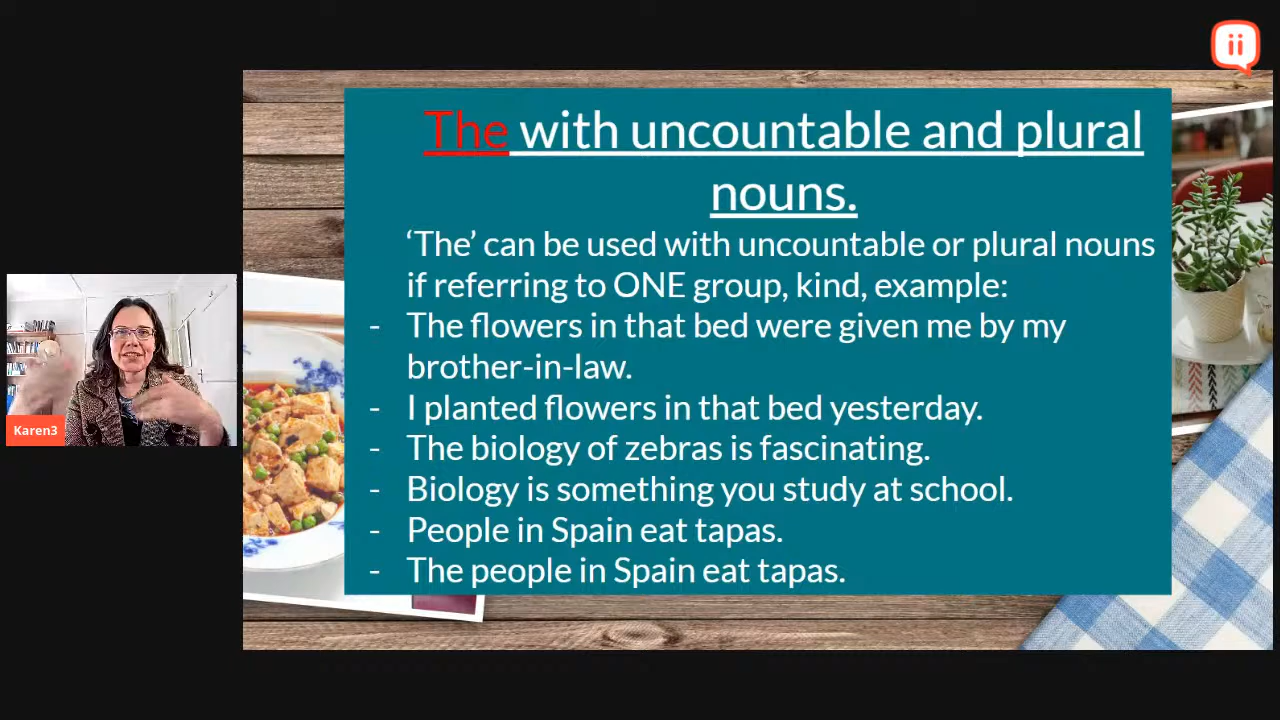 The with uncountable and plural
nouns.
‘The’ can be used with uncountable or plural nouns
if referring to ONE group, kind, example:
- The flowers in that bed were given me by my
brother-in-law.
- I planted flowers in that bed yesterday.
- The biology of zebras is fascinating.
- Biology is something you study at school.
- People in Spain eat tapas.
- The people in Spain eat tapas.
Karen3